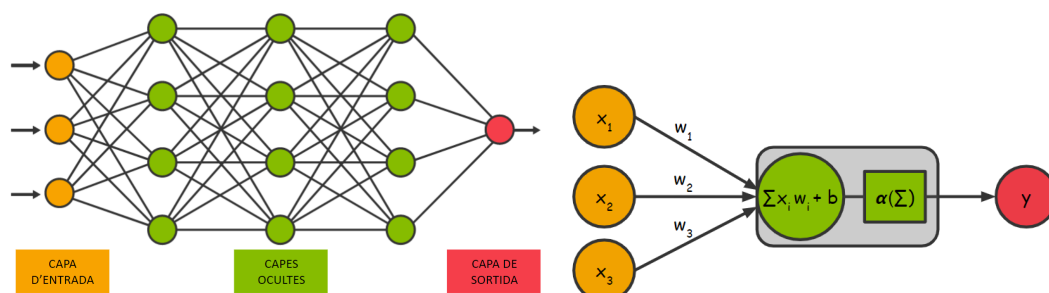 CAPA
D'ENTRADA
CAPES
OCULTES
CAPA DE
SORTIDA
x₁
x₂
x₃
w₁
w₂
w₃
∑xᵢ wᵢ + b
α(∑)
y